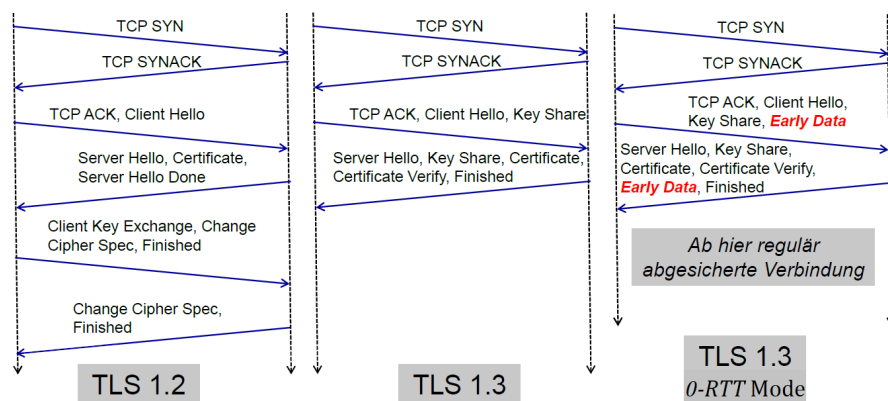 TCP SYN
TCP SYNACK
TCP ACK, Client Hello
Server Hello, Certificate,
Server Hello Done
Client Key Exchange, Change
Cipher Spec, Finished
Change Cipher Spec,
Finished
TLS 1.2
TCP SYN
TCP SYNACK
TCP ACK, Client Hello, Key Share
Server Hello, Key Share, Certificate,
Certificate Verify, Finished
TLS 1.3
TCP SYN
TCP SYNACK
TCP ACK, Client Hello,
Key Share, Early Data
Server Hello, Key Share,
Certificate, Certificate Verify,
Early Data, Finished
Ab hier regulär
abgesicherte Verbindung
TLS 1.3
0-RTT Mode